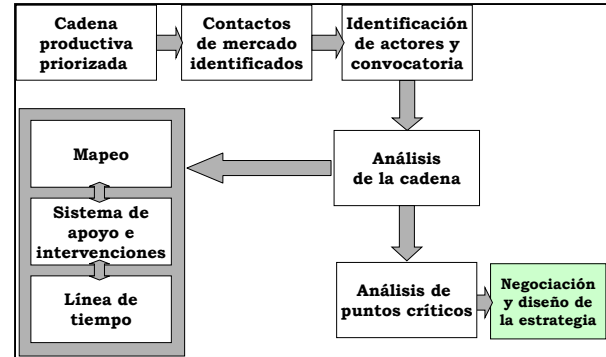 Cadena
productiva
priorizada
Contactos
de mercado
identificados
Identificación
de actores y
convocatoria
Mapeo
Sistema de
apoyo e
intervenciones
Línea de
tiempo
Análisis
de la cadena
Análisis de
puntos críticos
Negociación
y diseño de
la estrategia